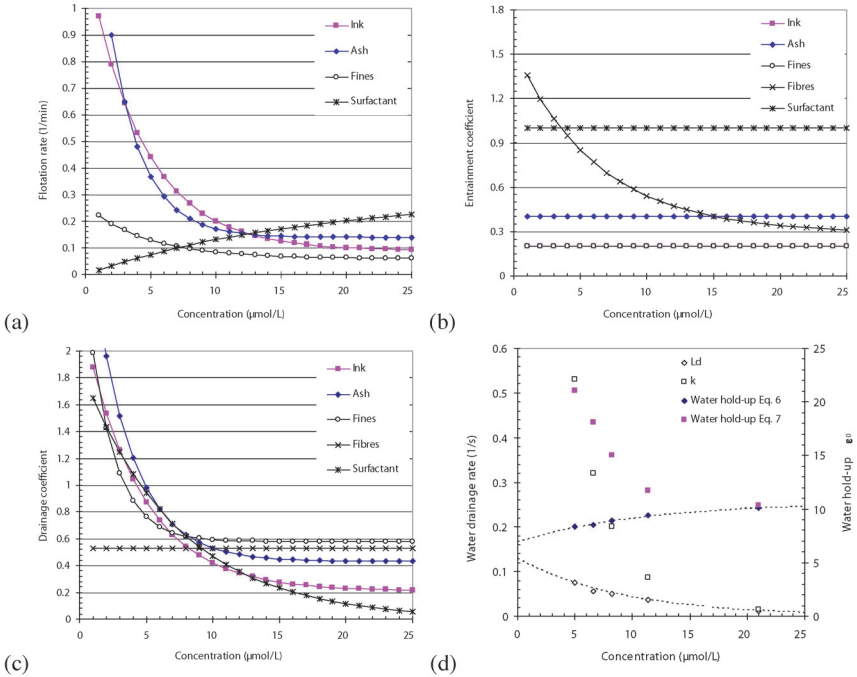 1
0.9
0.8
0.7
0.6
0.5
0.4
0.3
0.2
0.1
0
Flotation rate (1/min)
Ink
Ash
Fines
Surfactant
0 5 10 15 20 25
Concentration (µmol/L)
(a)
1.8
1.5
1.2
0.9
0.6
0.3
0
Entrainment coefficient
Ink
Ash
Fines
Fibres
Surfactant
0 5 10 15 20 25
Concentration (µmol/L)
(b)
2
1.8
1.6
1.4
1.2
1
0.8
0.6
0.4
0.2
0
Drainage coefficient
Ink
Ash
Fines
Fibres
Surfactant
0 5 10 15 20 25
Concentration (µmol/L)
(c)
0.6
0.5
0.4
0.3
0.2
0.1
0
Water drainage rate (1/s)
Ld
k
Water hold-up Eq. 6
Water hold-up Eq. 7
25
20
15
10
5
0
Water hold-up ε⁰
0 5 10 15 20 25
Concentration (µmol/L)
(d)